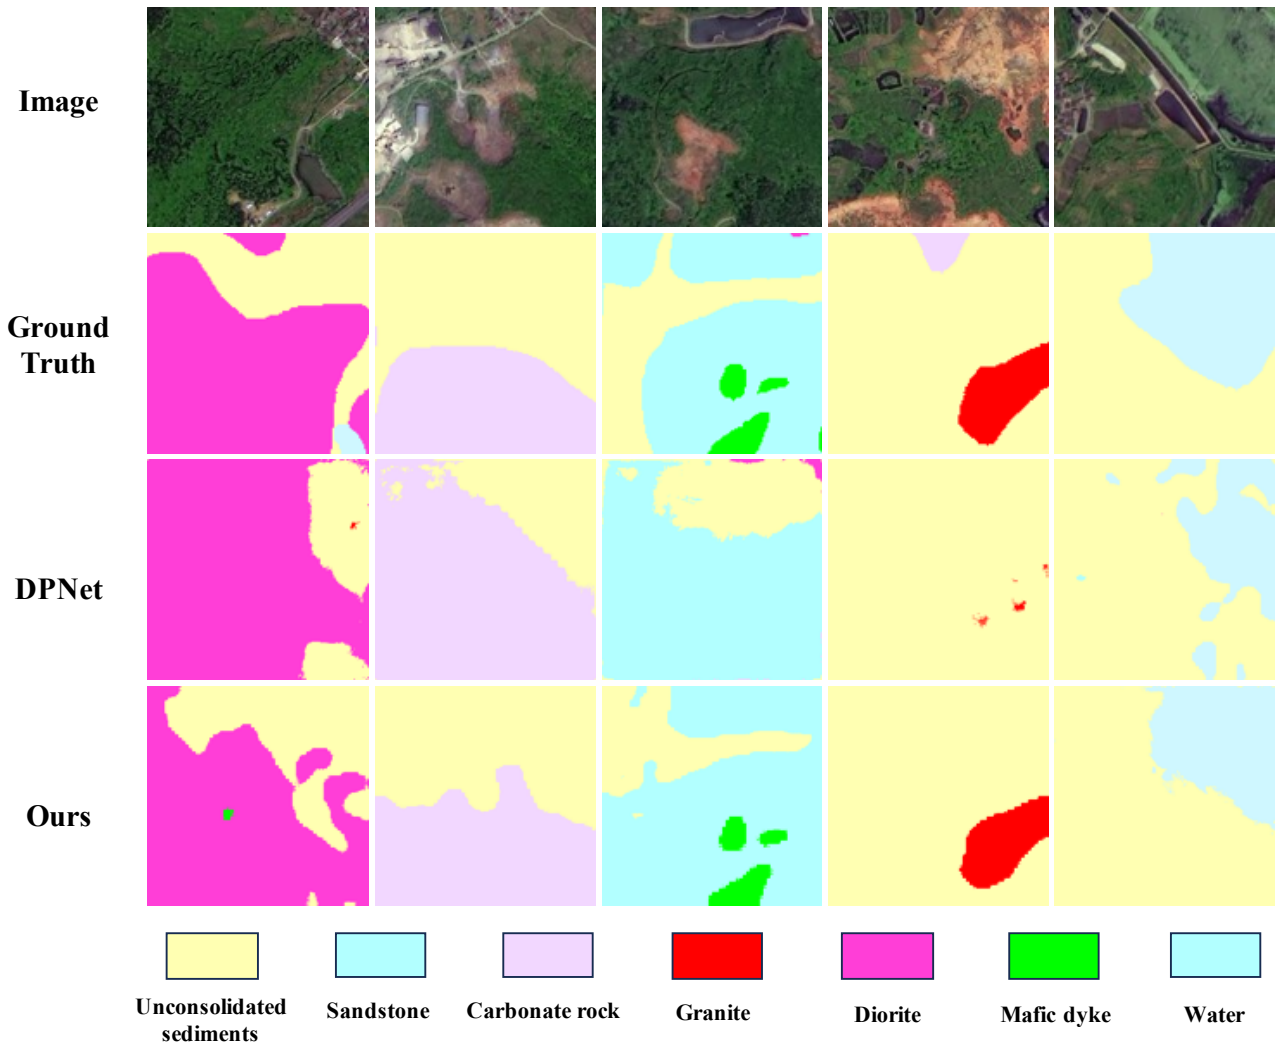 Image
Ground
Truth
DPNet
Ours
Unconsolidated
sediments
Sandstone
Carbonate rock
Granite
Diorite
Mafic dyke
Water